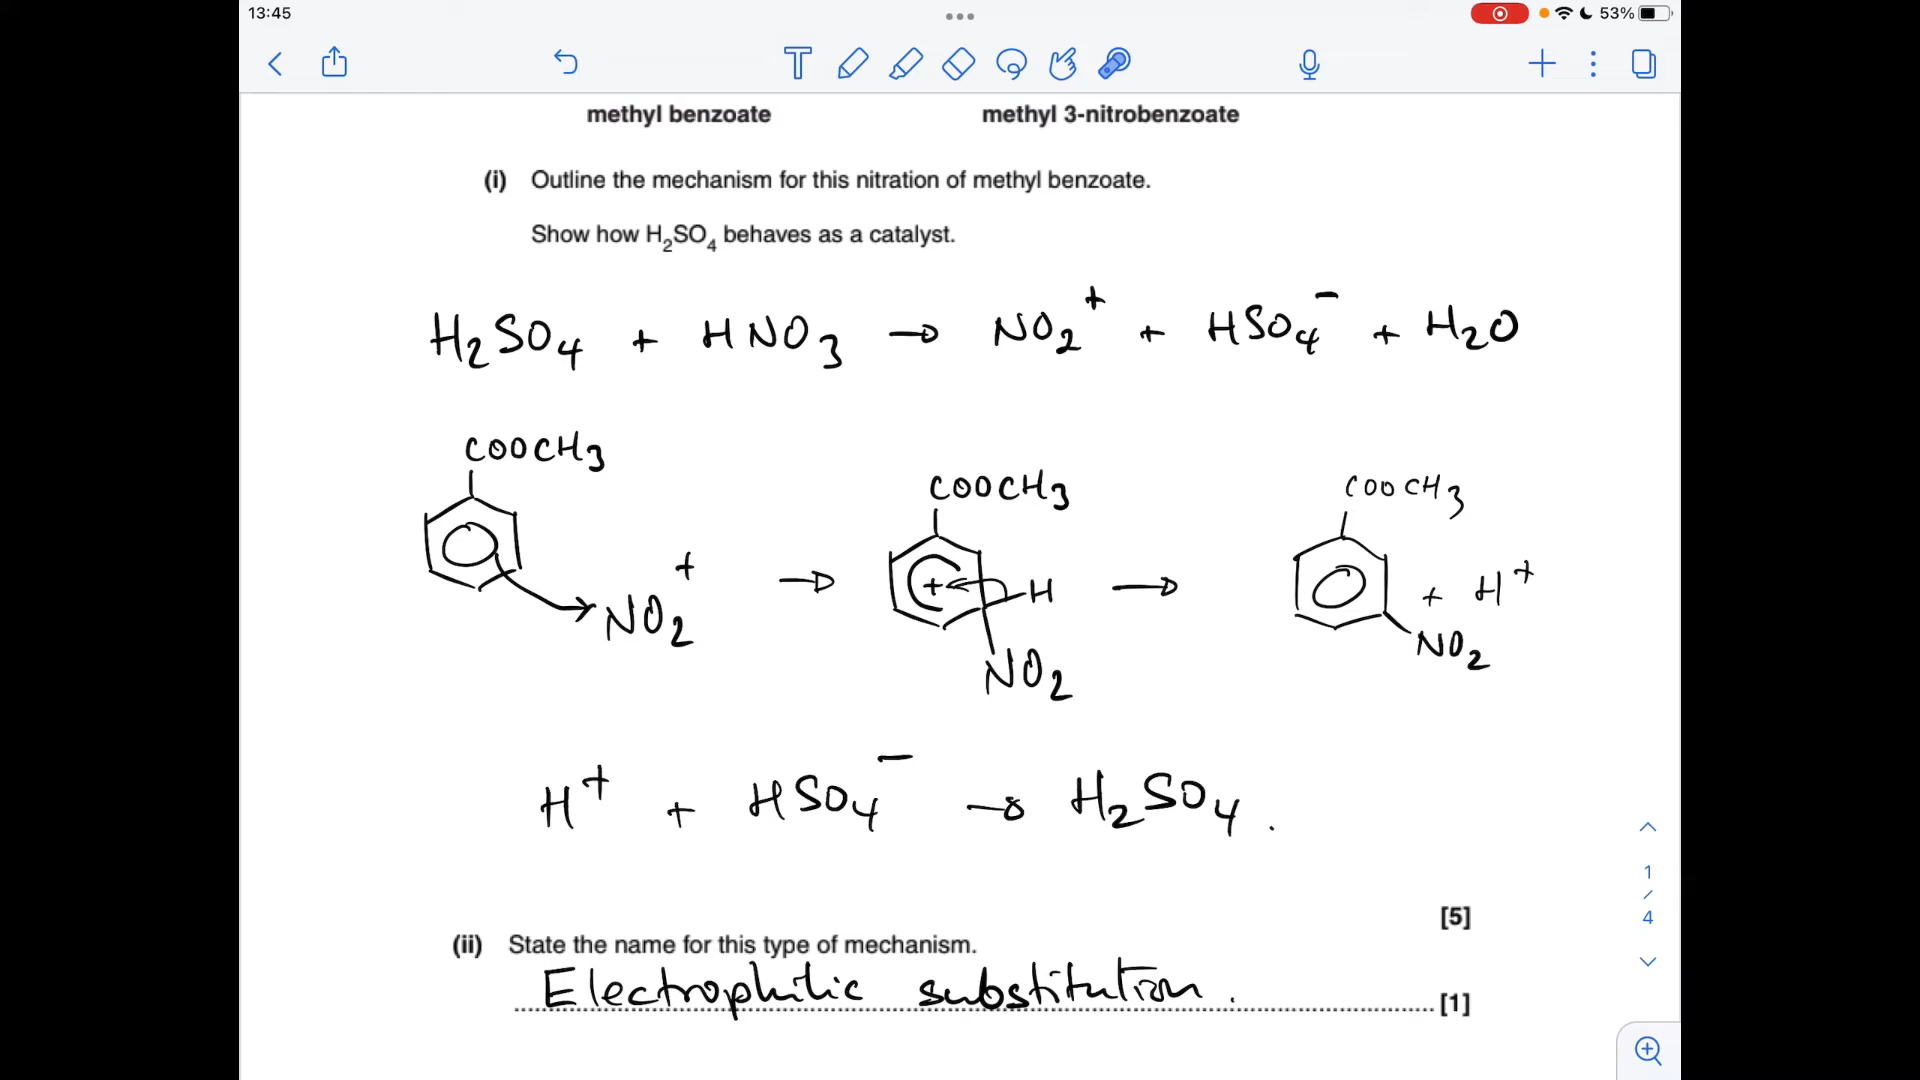 13:45
53%
methyl benzoate methyl 3-nitrobenzoate
(i) Outline the mechanism for this nitration of methyl benzoate.
Show how H₂SO₄ behaves as a catalyst.
H₂SO₄ + HNO₃ → NO₂⁺ + HSO₄⁻ + H₂O
COOCH₃ COOCH₃ COOCH₃
NO₂⁺ → + H → + H⁺
NO₂ NO₂
H⁺ + HSO₄⁻ → H₂SO₄.
[5]
(ii) State the name for this type of mechanism.
Electrophilic substitution. [1]
1
/
4